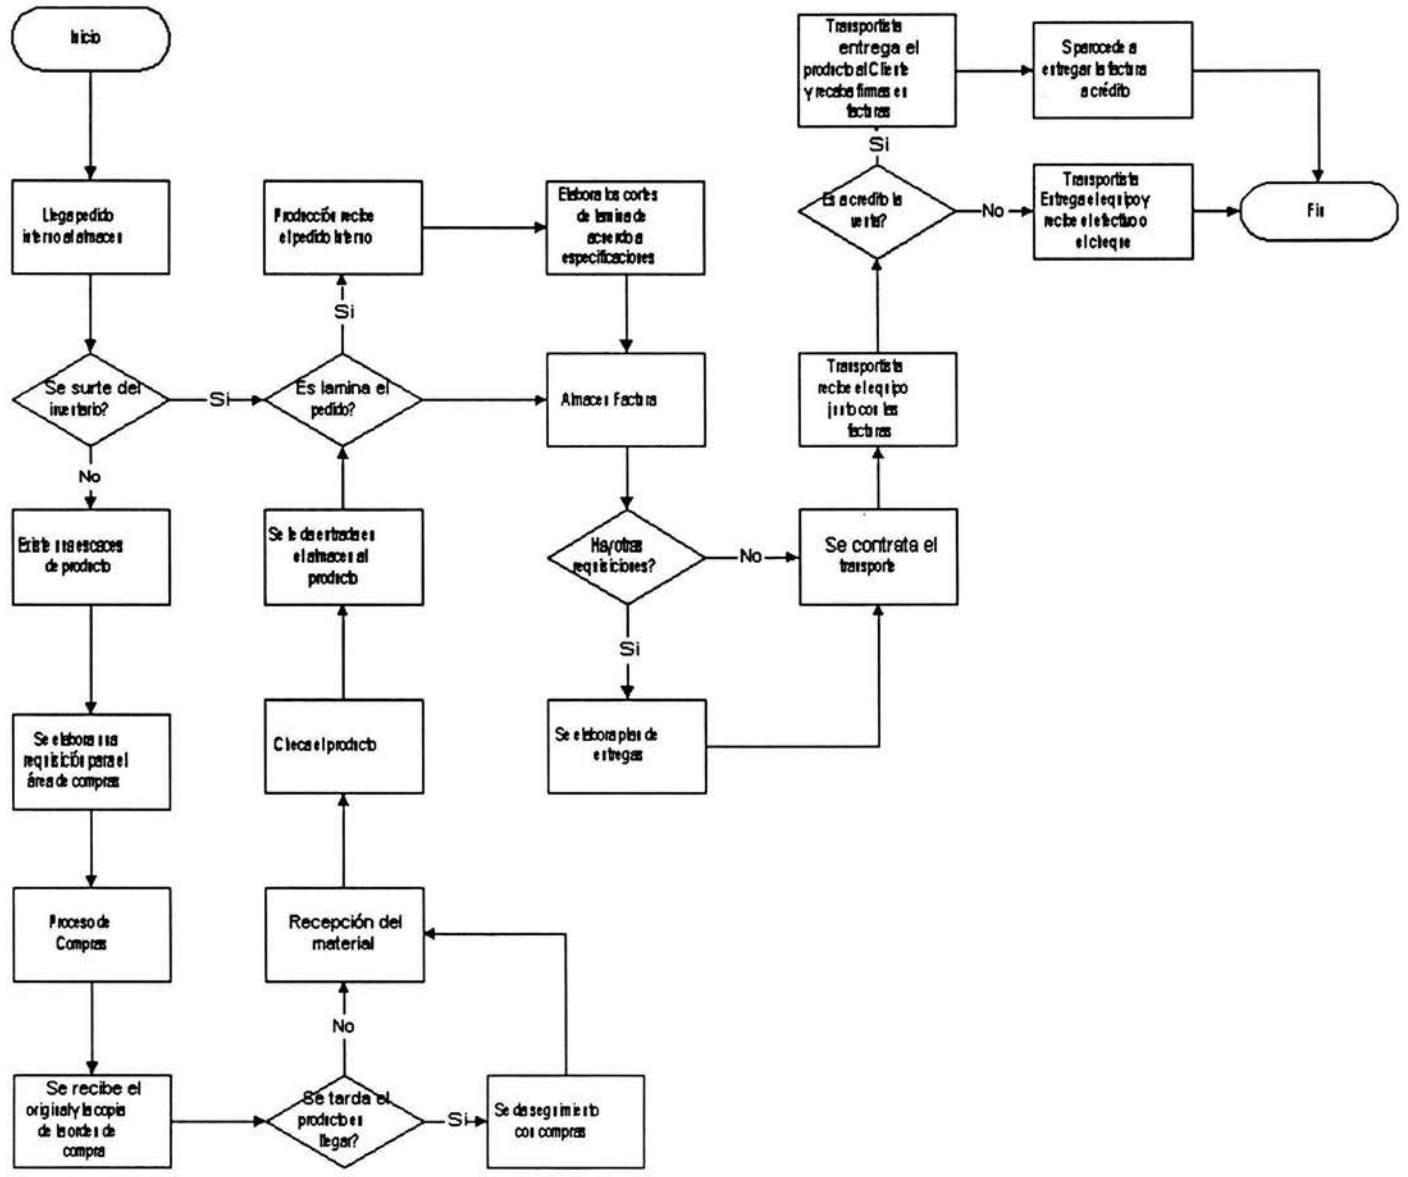 Inicio
Llega pedido
interno al almacen
Se surte del
inventario?
Si
No
Existe una escaces
de producto
Se elabora una
requisición para el
área de compras
Proceso de
Compras
Se recibe el
original y la copia
de la orden de
compra
Se tarda el
producto en
llegar?
Si
Se da seguimiento
con compras
No
Recepción del
material
Checa el producto
Se le da entrada en
el almacen al
producto
Es lamina el
pedido?
Si
Producción recibe
el pedido Interno
Elabora los cortes
de lamina de
acuerdo a
especificaciones
Almacen Factura
Hay otras
requisiciones?
No
Si
Se elabora plan de
entregas
Se contrata el
transporte
Transportista
recibe el equipo
junto con las
facturas
Es a credito la
venta?
Si
No
Transportista
entrega el
producto al Cliente
y recaba firmas en
facturas
S parocede a
entregar la factura
a crédito
Transportista
Entrega el equipo y
recibe el efectivo o
el cheque
Fin